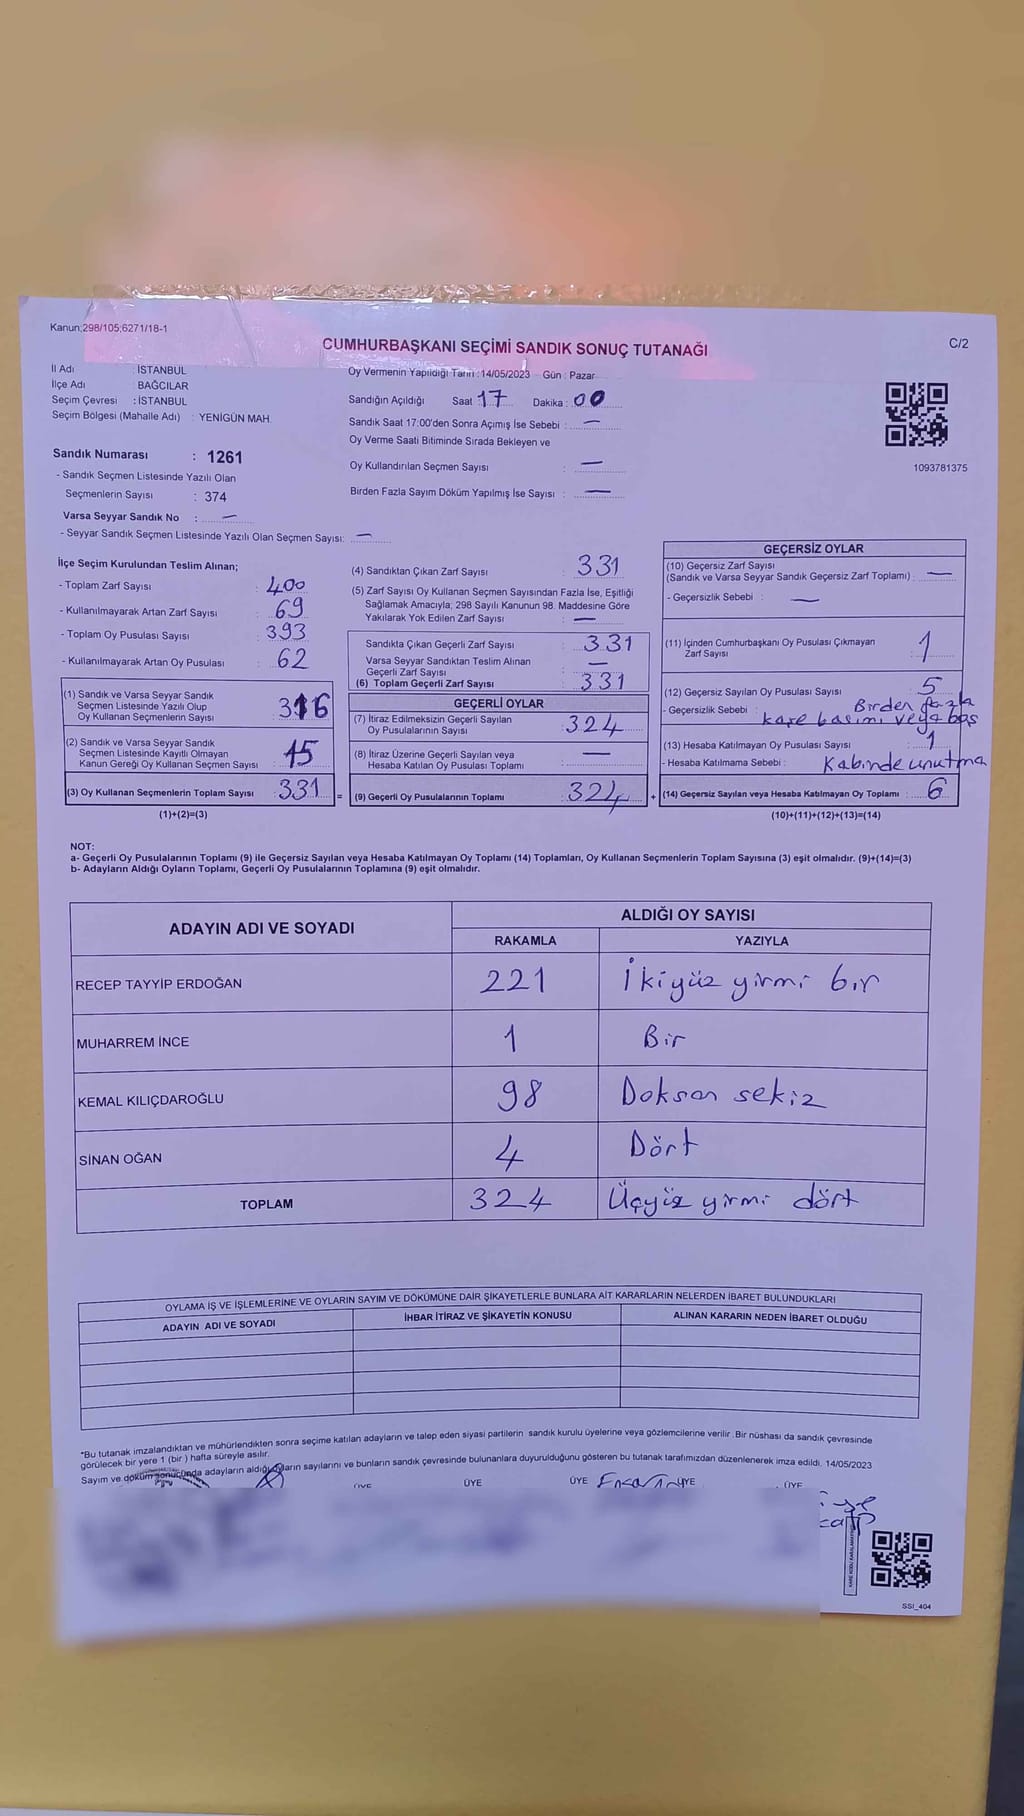 Kanun;298/105;6271/18-1
CUMHURBAŞKANI SEÇİMİ SANDIK SONUÇ TUTANAĞI
C/2
İl Adı : İSTANBUL
İlçe Adı : BAĞCILAR
Seçim Çevresi : İSTANBUL
Seçim Bölgesi (Mahalle Adı) : YENİGÜN MAH.
Sandık Numarası : 1261
- Sandık Seçmen Listesinde Yazılı Olan
Seçmenlerin Sayısı : 374
Varsa Seyyar Sandık No : —
- Seyyar Sandık Seçmen Listesinde Yazılı Olan Seçmen Sayısı: —
Oy Vermenin Yapıldığı Tarih : 14/05/2023 Gün : Pazar
Sandığın Açıldığı Saat : 17 Dakika : 00
Sandık Saat 17:00'den Sonra Açımış İse Sebebi : —
Oy Verme Saati Bitiminde Sırada Bekleyen ve
Oy Kullandırılan Seçmen Sayısı : —
Birden Fazla Sayım Döküm Yapılmış İse Sayısı : —
1093781375
İlçe Seçim Kurulundan Teslim Alınan;
- Toplam Zarf Sayısı : 400
- Kullanılmayarak Artan Zarf Sayısı : 69
- Toplam Oy Pusulası Sayısı : 393
- Kullanılmayarak Artan Oy Pusulası : 62
(1) Sandık ve Varsa Seyyar Sandık
Seçmen Listesinde Yazılı Olup
Oy Kullanan Seçmenlerin Sayısı : 316
(2) Sandık ve Varsa Seyyar Sandık
Seçmen Listesinde Kayıtlı Olmayan
Kanun Gereği Oy Kullanan Seçmen Sayısı : 15
(3) Oy Kullanan Seçmenlerin Toplam Sayısı : 331 =
(1)+(2)=(3)
(4) Sandıktan Çıkan Zarf Sayısı : 331
(5) Zarf Sayısı Oy Kullanan Seçmen Sayısından Fazla İse, Eşitliği
Sağlamak Amacıyla, 298 Sayılı Kanunun 98. Maddesine Göre
Yakılarak Yok Edilen Zarf Sayısı : —
Sandıkta Çıkan Geçerli Zarf Sayısı : 331
Varsa Seyyar Sandıktan Teslim Alınan
Geçerli Zarf Sayısı : —
(6) Toplam Geçerli Zarf Sayısı : 331
GEÇERLİ OYLAR
(7) İtiraz Edilmeksizin Geçerli Sayılan
Oy Pusulalarının Sayısı : 324
(8) İtiraz Üzerine Geçerli Sayılan veya
Hesaba Katılan Oy Pusulası Toplamı : —
(9) Geçerli Oy Pusulalarının Toplamı : 324 +
GEÇERSİZ OYLAR
(10) Geçersiz Zarf Sayısı
(Sandık ve Varsa Seyyar Sandık Geçersiz Zarf Toplamı) : —
- Geçersizlik Sebebi : —
(11) İçinden Cumhurbaşkanı Oy Pusulası Çıkmayan
Zarf Sayısı : 1
(12) Geçersiz Sayılan Oy Pusulası Sayısı : 5
- Geçersizlik Sebebi : Birden fazla
kaşe basımı veya boş
(13) Hesaba Katılmayan Oy Pusulası Sayısı : 1
- Hesaba Katılmama Sebebi : Kabinde unutma
(14) Geçersiz Sayılan veya Hesaba Katılmayan Oy Toplamı : 6
(10)+(11)+(12)+(13)=(14)
NOT:
a- Geçerli Oy Pusulalarının Toplamı (9) ile Geçersiz Sayılan veya Hesaba Katılmayan Oy Toplamı (14) Toplamları, Oy Kullanan Seçmenlerin Toplam Sayısına (3) eşit olmalıdır. (9)+(14)=(3)
b- Adayların Aldığı Oyların Toplamı, Geçerli Oy Pusulalarının Toplamına (9) eşit olmalıdır.
ADAYIN ADI VE SOYADI
ALDIĞI OY SAYISI
RAKAMLA YAZIYLA
RECEP TAYYİP ERDOĞAN 221 İkiyüz yirmi bir
MUHARREM İNCE 1 Bir
KEMAL KILIÇDAROĞLU 98 Doksan sekiz
SİNAN OĞAN 4 Dört
TOPLAM 324 Üçyüz yirmi dört
OYLAMA İŞ VE İŞLEMLERİNE VE OYLARIN SAYIM VE DÖKÜMÜNE DAİR ŞİKAYETLERLE BUNLARA AİT KARARLARIN NELERDEN İBARET BULUNDUKLARI
ADAYIN ADI VE SOYADI İHBAR İTİRAZ VE ŞİKAYETİN KONUSU ALINAN KARARIN NEDEN İBARET OLDUĞU
*Bu tutanak imzalandıktan ve mühürlendikten sonra seçime katılan adayların ve talep eden siyasi partilerin sandık kurulu üyelerine veya gözlemcilerine verilir. Bir nüshası da sandık çevresinde
görülecek bir yere 1 (bir) hafta süreyle asılır.
Sayım ve döküm sonucunda adayların aldığı oyların sayılarını ve bunların sandık çevresinde bulunanlara duyurulduğunu gösteren bu tutanak tarafımızdan düzenlenerek imza edildi. 14/05/2023
ÜYE ÜYE ÜYE ÜYE ÜYE
KARE KODU KARALAMAYINIZ
SSI_404